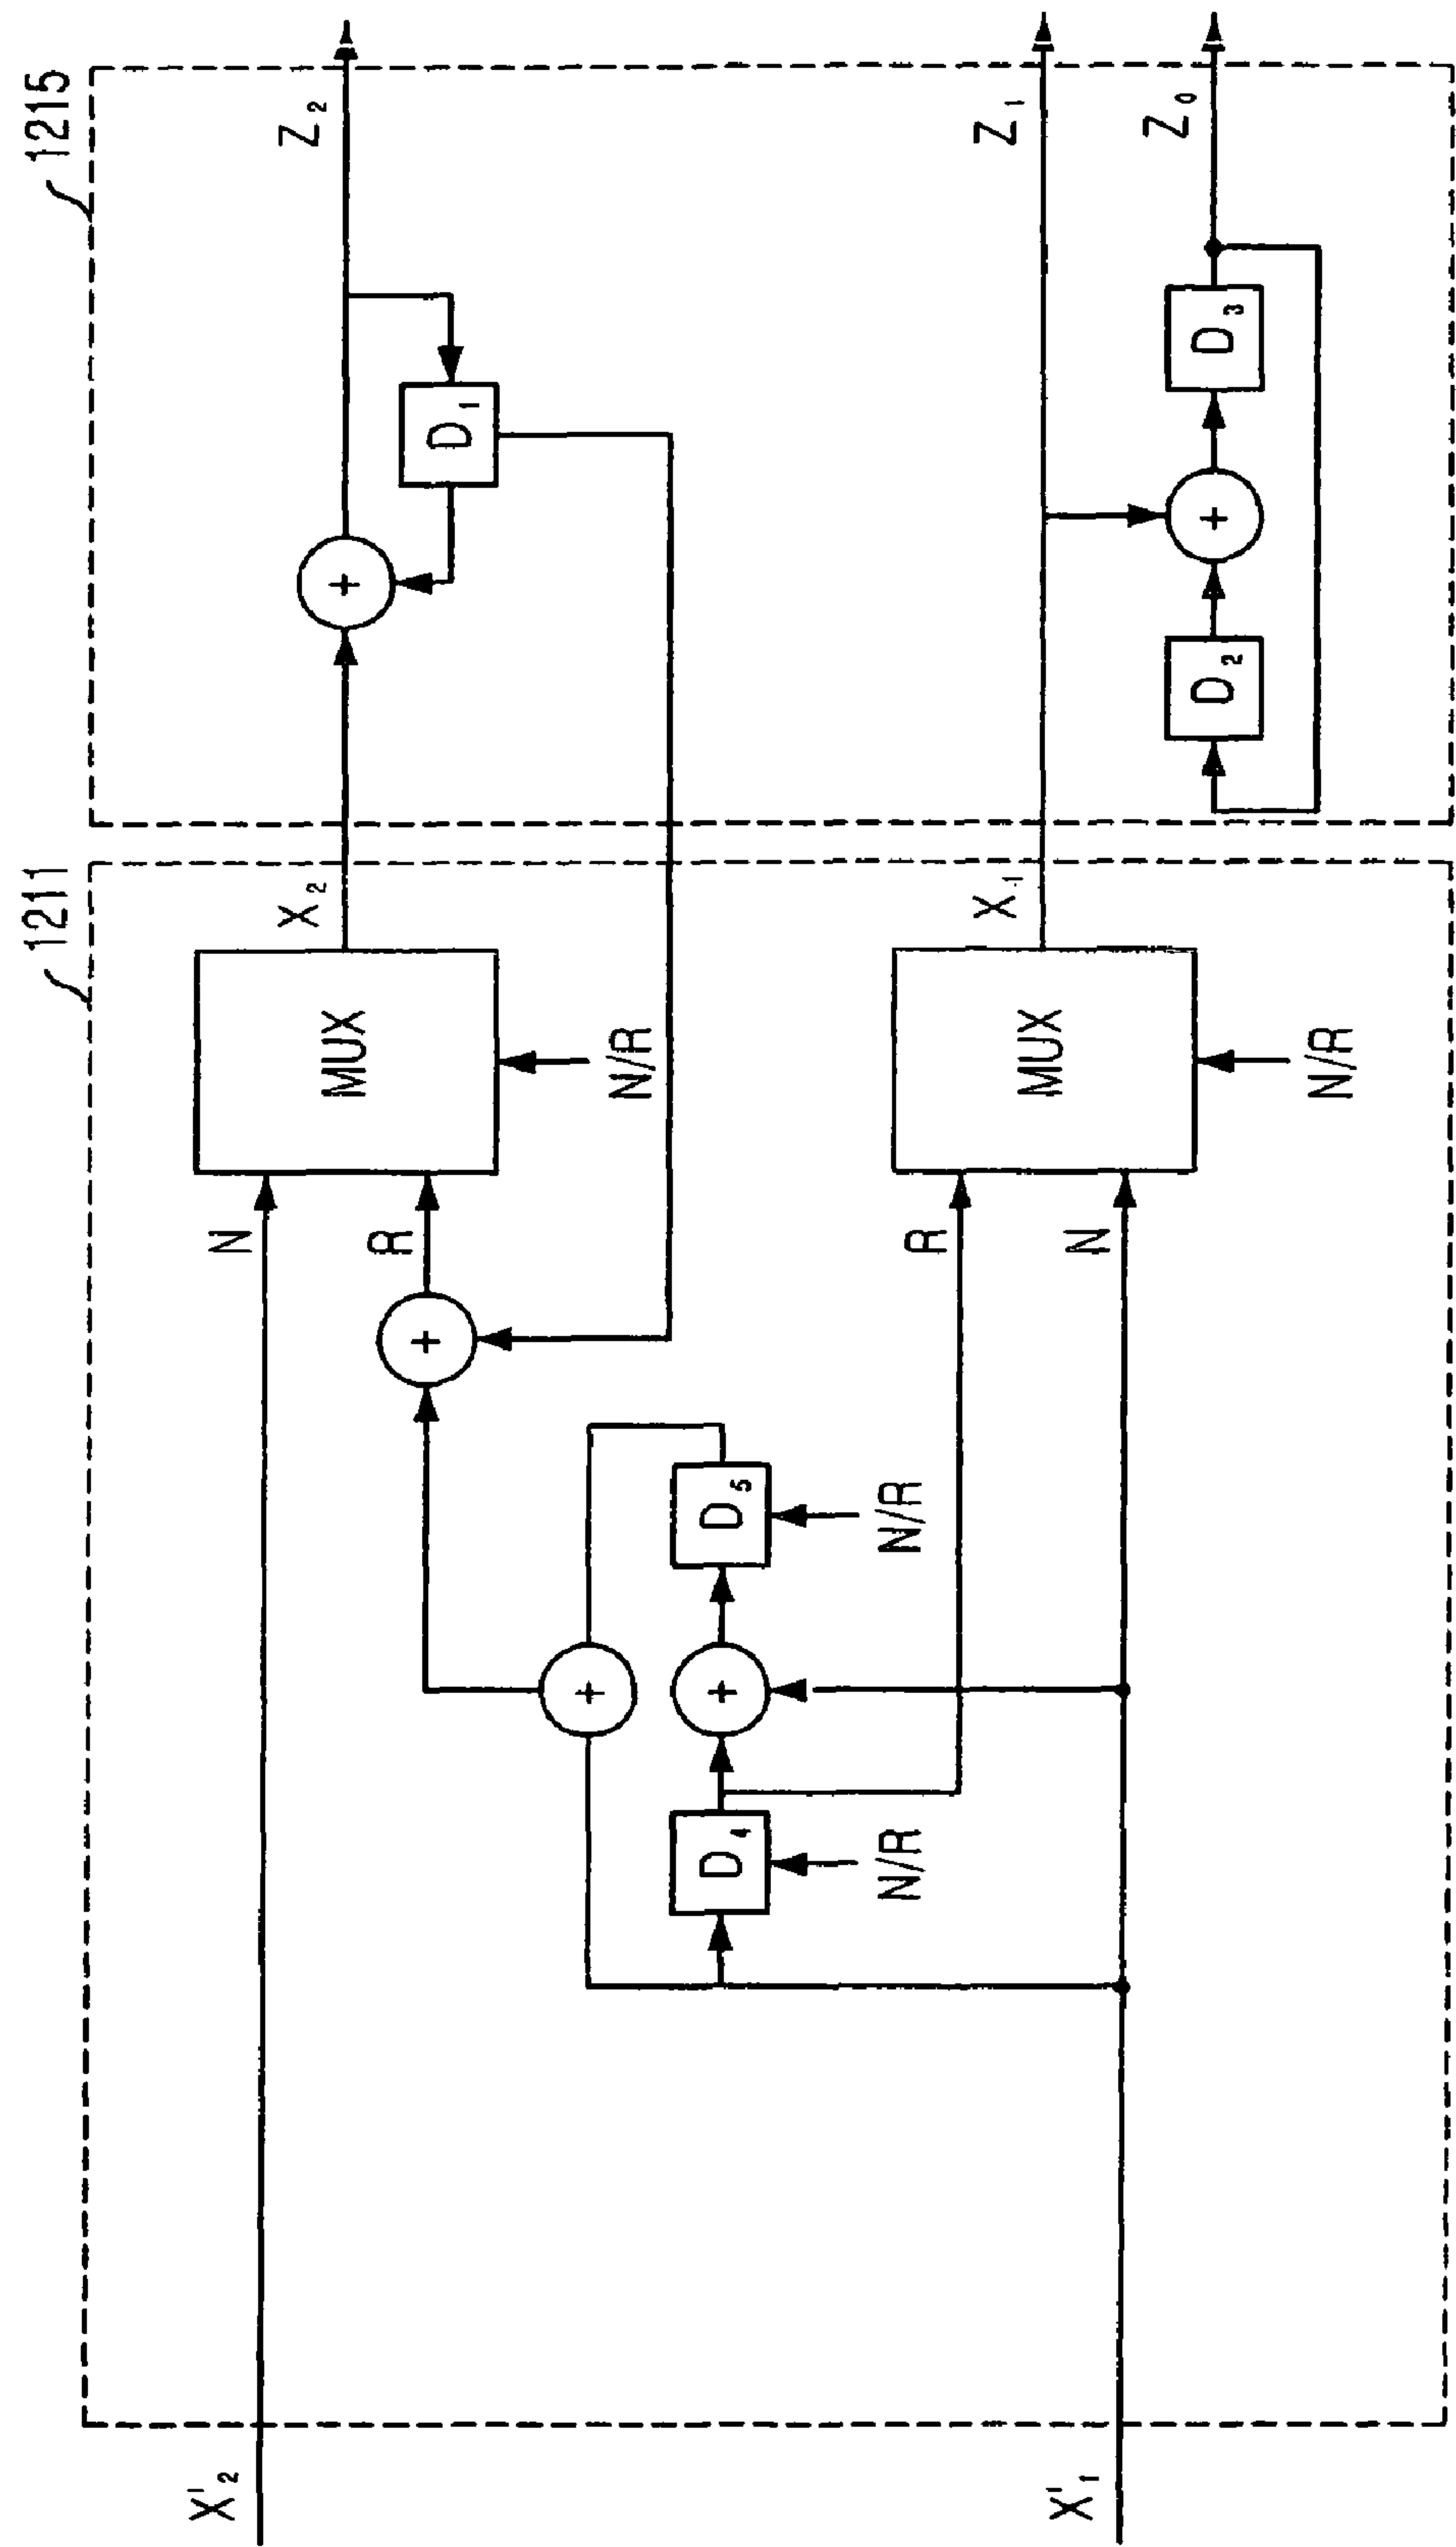 1211
1215
X'₂
N
MUX
X₂
Z₂
R
N/R
+
+
D₁
+
D₄
+
D₅
N/R
N/R
R
MUX
X₁
Z₁
X'₁
N
N/R
D₂
+
D₃
Z₀